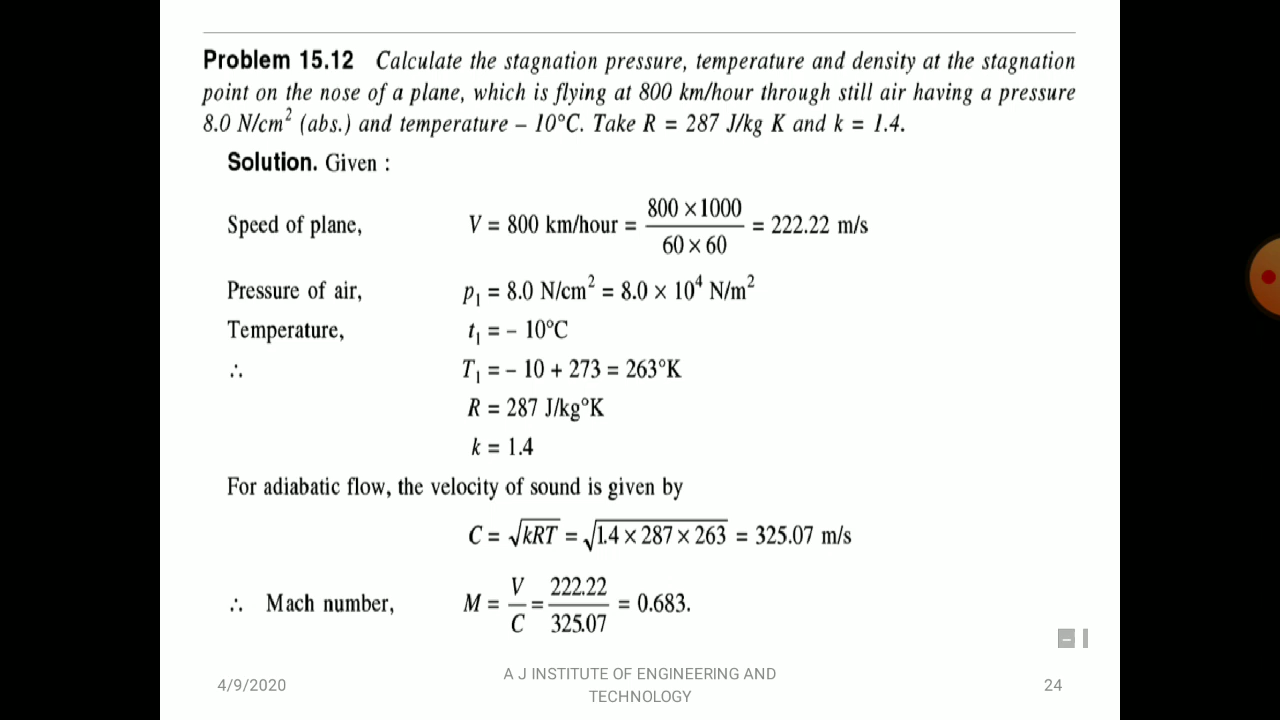 Problem 15.12 Calculate the stagnation pressure, temperature and density at the stagnation
point on the nose of a plane, which is flying at 800 km/hour through still air having a pressure
8.0 N/cm² (abs.) and temperature – 10°C. Take R = 287 J/kg K and k = 1.4.
Solution. Given :
Speed of plane, V = 800 km/hour = 800 × 1000 / 60 × 60 = 222.22 m/s
Pressure of air, p₁ = 8.0 N/cm² = 8.0 × 10⁴ N/m²
Temperature, t₁ = – 10°C
∴ T₁ = – 10 + 273 = 263°K
R = 287 J/kg°K
k = 1.4
For adiabatic flow, the velocity of sound is given by
C = √kRT = √1.4 × 287 × 263 = 325.07 m/s
∴ Mach number, M = V / C = 222.22 / 325.07 = 0.683.
4/9/2020
A J INSTITUTE OF ENGINEERING AND
TECHNOLOGY
24